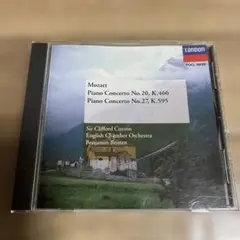 LONDON
Mozart
Piano Concerto No.20, K.466
Piano Concerto No.27, K.595
Sir Clifford Curzon
English Chamber Orchestra
Benjamin Britten